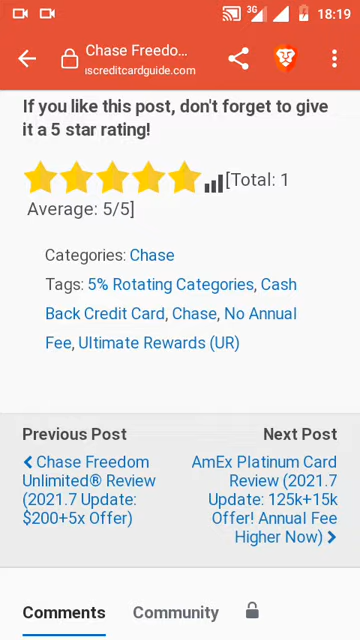 3G 18:19
Chase Freedo...
ıscreditcardguide.com
If you like this post, don't forget to give
it a 5 star rating!
[Total: 1
Average: 5/5]
Categories: Chase
Tags: 5% Rotating Categories, Cash
Back Credit Card, Chase, No Annual
Fee, Ultimate Rewards (UR)
Previous Post
Chase Freedom
Unlimited® Review
(2021.7 Update:
$200+5x Offer)
Next Post
AmEx Platinum Card
Review (2021.7
Update: 125k+15k
Offer! Annual Fee
Higher Now)
Comments Community